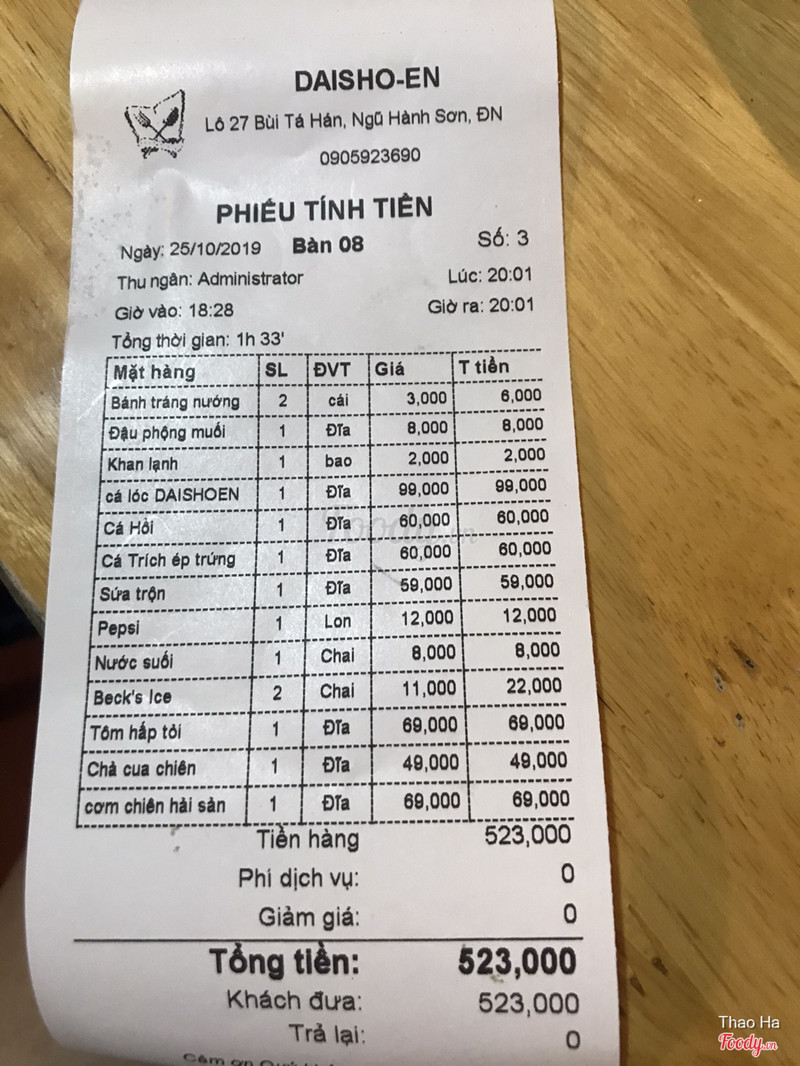 DAISHO-EN
Lô 27 Bùi Tá Hán, Ngũ Hành Sơn, ĐN
0905923690
PHIẾU TÍNH TIỀN
Ngày: 25/10/2019 Bàn 08 Số: 3
Thu ngân: Administrator Lúc: 20:01
Giờ vào: 18:28 Giờ ra: 20:01
Tổng thời gian: 1h 33'
Mặt hàng SL ĐVT Giá T tiền
Bánh tráng nướng 2 cái 3,000 6,000
Đậu phộng muối 1 Đĩa 8,000 8,000
Khan lạnh 1 bao 2,000 2,000
cá lóc DAISHOEN 1 Đĩa 99,000 99,000
Cá Hồi 1 Đĩa 60,000 60,000
Cá Trích ép trứng 1 Đĩa 60,000 60,000
Sứa trộn 1 Đĩa 59,000 59,000
Pepsi 1 Lon 12,000 12,000
Nước suối 1 Chai 8,000 8,000
Beck's Ice 2 Chai 11,000 22,000
Tôm hấp tỏi 1 Đĩa 69,000 69,000
Chả cua chiên 1 Đĩa 49,000 49,000
cơm chiên hải sản 1 Đĩa 69,000 69,000
Tiền hàng 523,000
Phí dịch vụ: 0
Giảm giá: 0
Tổng tiền: 523,000
Khách đưa: 523,000
Trả lại: 0
Cám ơn
Thao Ha
Foody.vn